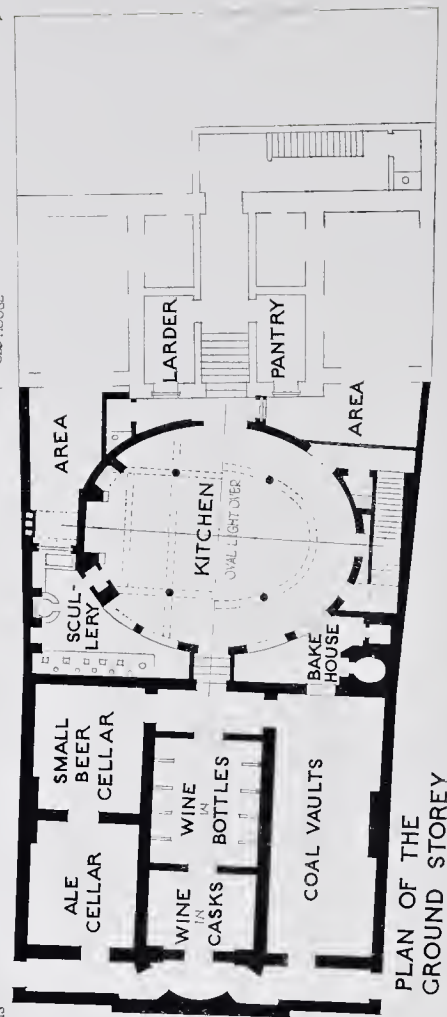 AREA
LARDER
SCUL-
LERY
KITCHEN
OVAL LIGHT OVER
PANTRY
AREA
SMALL
BEER
CELLAR
ALE
CELLAR
WINE
IN
BOTTLES
WINE
IN
CASKS
BAKE
HOUSE
COAL VAULTS
PLAN OF THE
GROUND STOREY